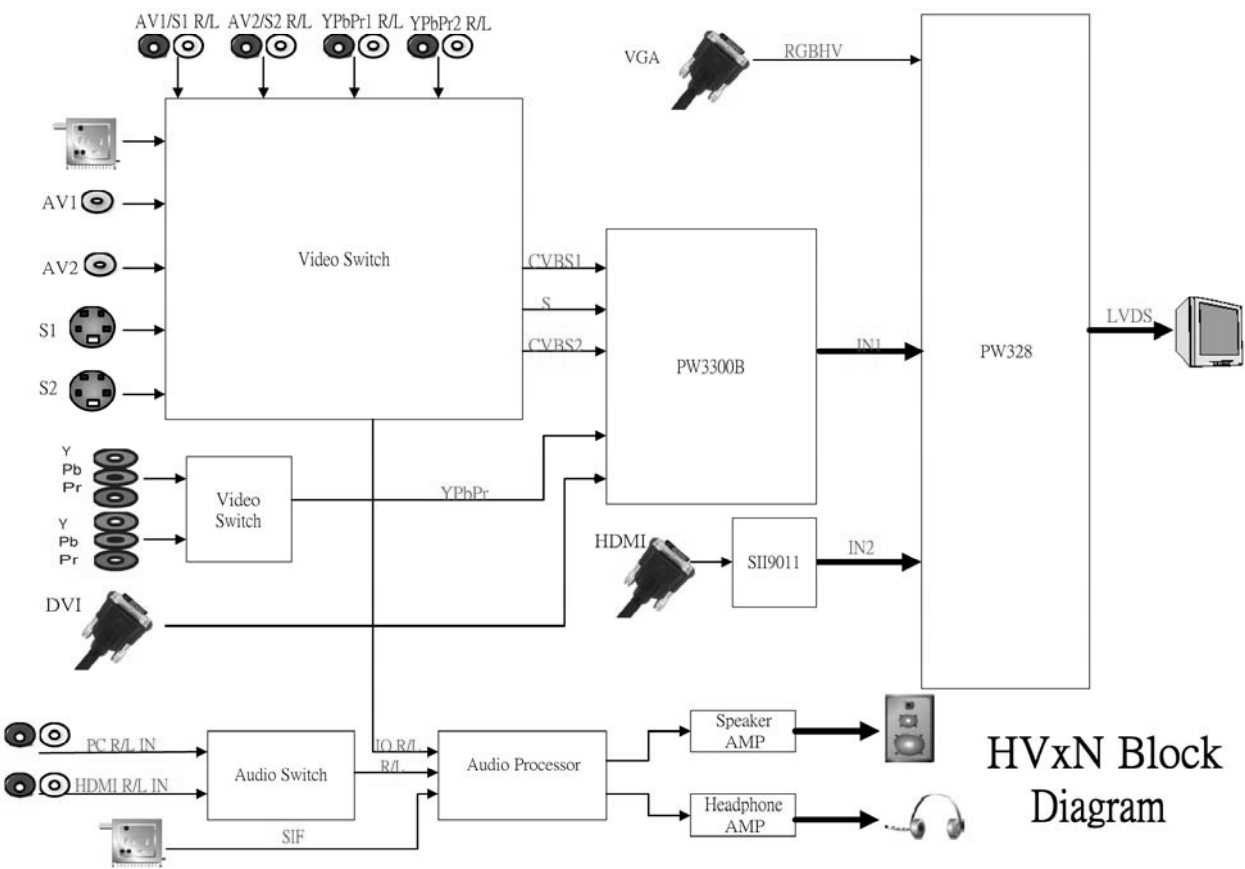 AV1/S1 R/L AV2/S2 R/L YPbPr1 R/L YPbPr2 R/L
VGA
RGBHV
AV1
AV2
S1
S2
Video Switch
CVBS1
S
CVBS2
PW3300B
IN1
PW328
LVDS
Y
Pb
Pr
Y
Pb
Pr
Video
Switch
YPbPr
HDMI
SII9011
IN2
DVI
PC R/L IN
HDMI R/L IN
Audio Switch
IO R/L
R/L
SIF
Audio Processor
Speaker
AMP
Headphone
AMP
HVxN Block
Diagram